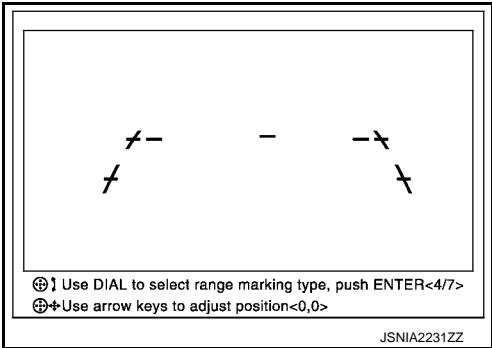 Use DIAL to select range marking type, push ENTER<4/7>
Use arrow keys to adjust position<0,0>
JSNIA2231ZZ